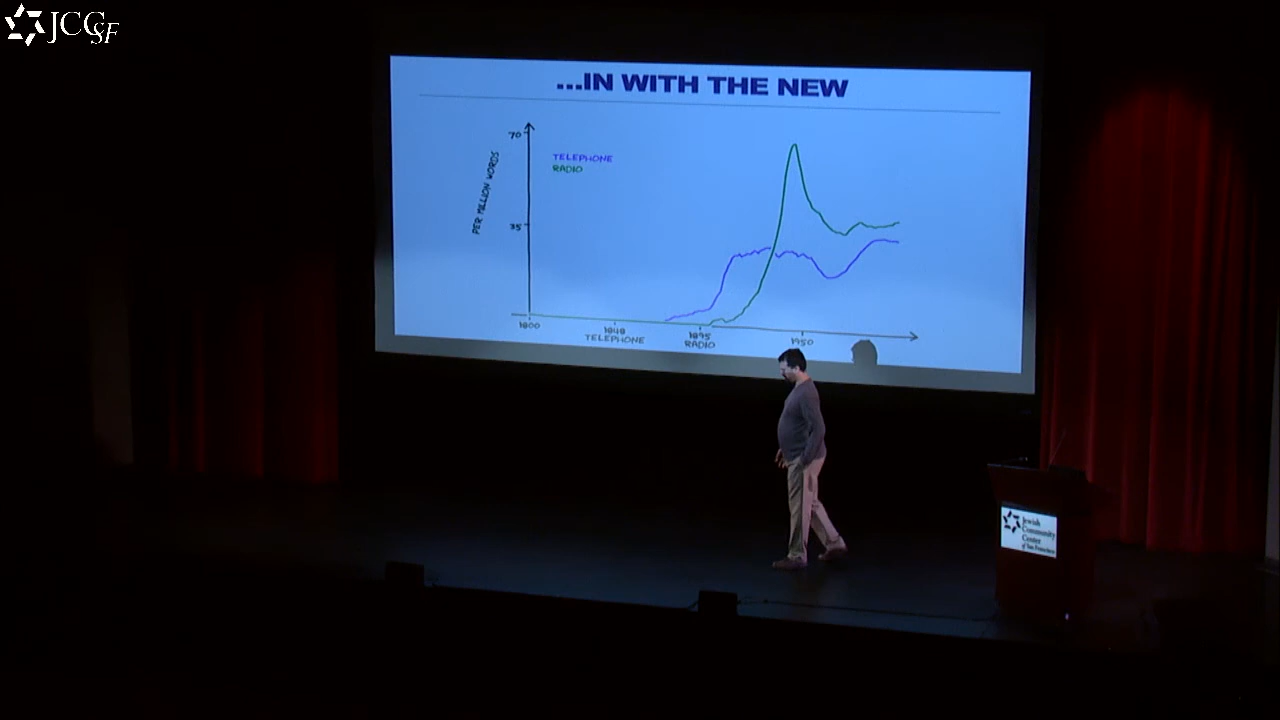 JCCSF
...IN WITH THE NEW
70
PER MILLION WORDS
TELEPHONE
RADIO
35
1800
1848
TELEPHONE
1895
RADIO
1950
Jewish
Community
Center
of San Francisco